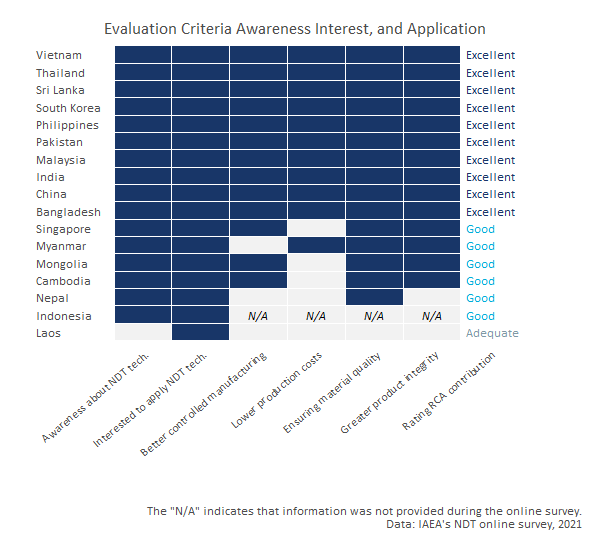 Evaluation Criteria Awareness Interest, and Application
Vietnam Excellent
Thailand Excellent
Sri Lanka Excellent
South Korea Excellent
Philippines Excellent
Pakistan Excellent
Malaysia Excellent
India Excellent
China Excellent
Bangladesh Excellent
Singapore Good
Myanmar Good
Mongolia Good
Cambodia Good
Nepal Good
Indonesia N/A N/A N/A N/A Good
Laos Adequate
Awareness about NDT tech.
Interested to apply NDT tech.
Better controlled manufacturing
Lower production costs
Ensuring material quality
Greater product integrity
Rating RCA contribution
The "N/A" indicates that information was not provided during the online survey.
Data: IAEA's NDT online survey, 2021